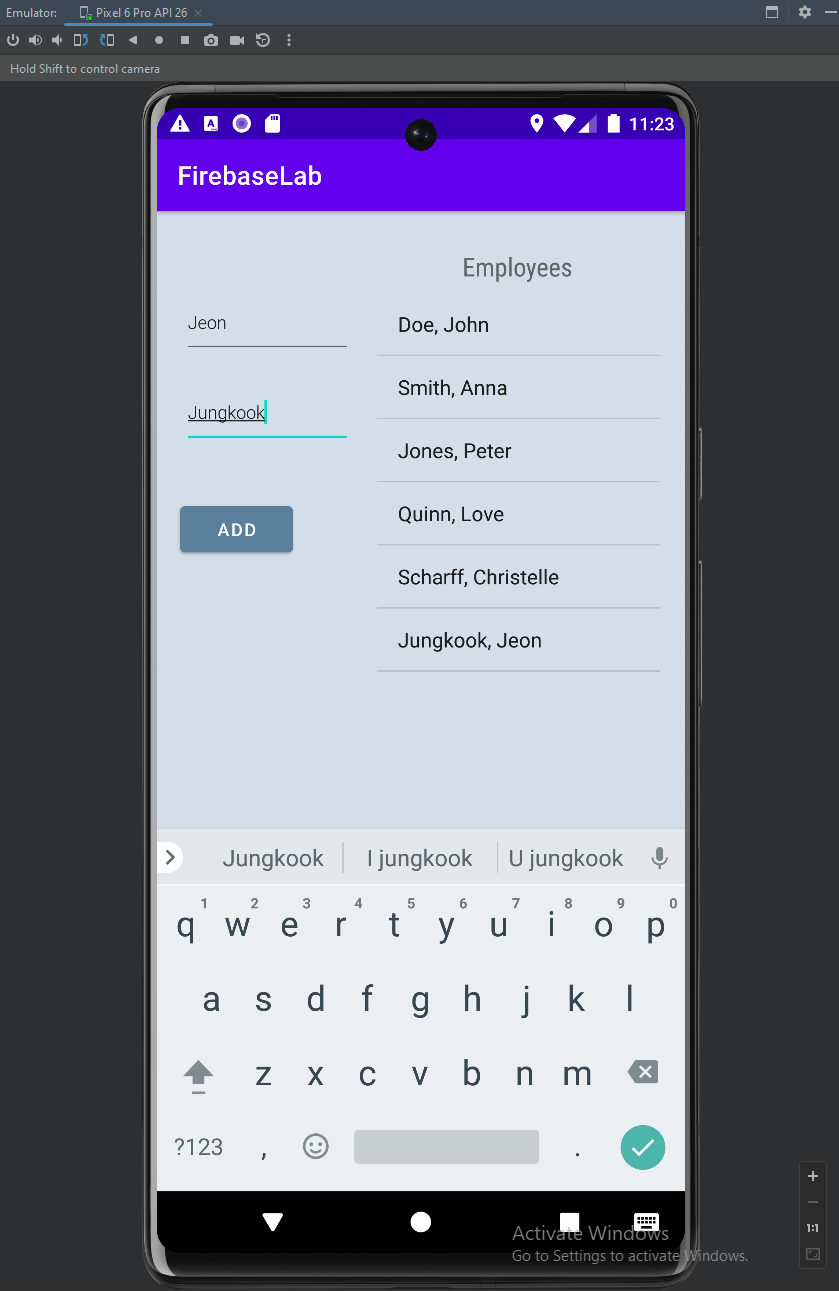 Emulator: Pixel 6 Pro API 26
Hold Shift to control camera
A 11:23
FirebaseLab
Employees
Jeon
Doe, John
Smith, Anna
Jungkook
Jones, Peter
Quinn, Love
ADD
Scharff, Christelle
Jungkook, Jeon
Jungkook I jungkook U jungkook
1 2 3 4 5 6 7 8 9 0
q w e r t y u i o p
a s d f g h j k l
z x c v b n m
?123 , .
1:1
Activate Windows
Go to Settings to activate Windows.